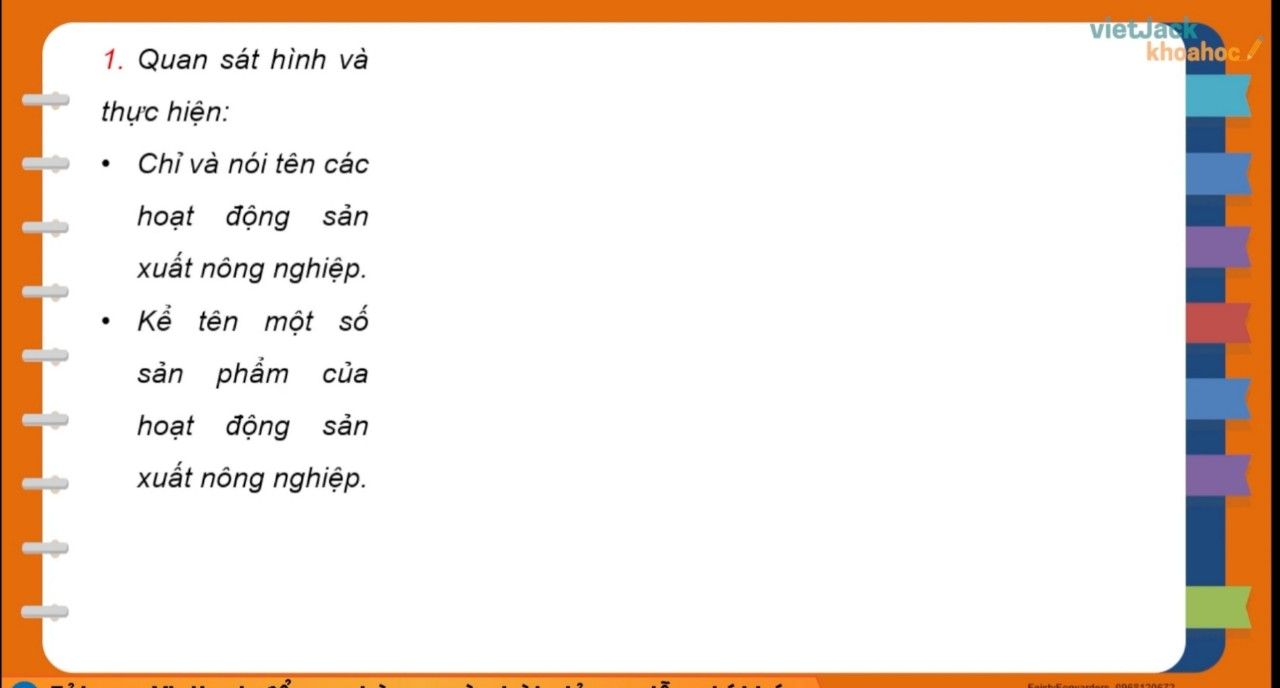 vietJack
khoahoc
1. Quan sát hình và
thực hiện:
• Chỉ và nói tên các
hoạt động sản
xuất nông nghiệp.
• Kể tên một số
sản phẩm của
hoạt động sản
xuất nông nghiệp.